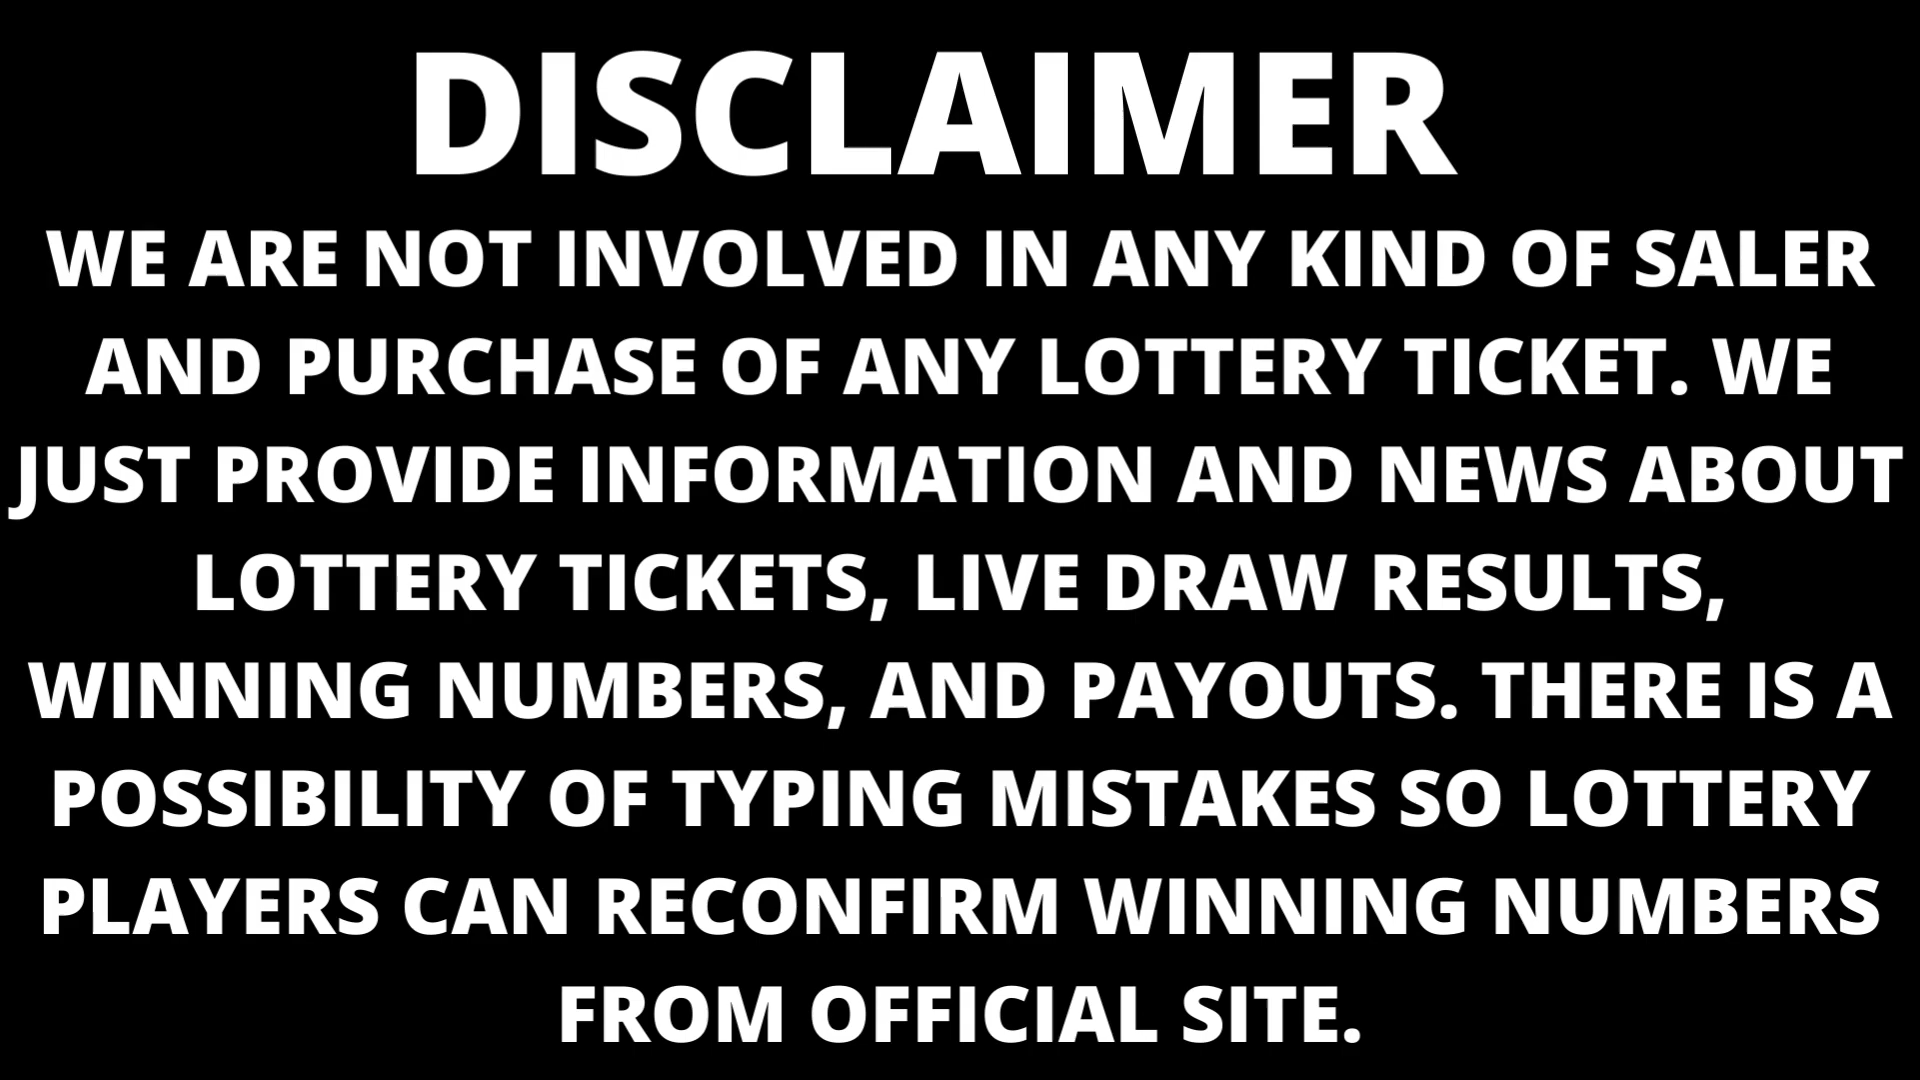 DISCLAIMER
WE ARE NOT INVOLVED IN ANY KIND OF SALER
AND PURCHASE OF ANY LOTTERY TICKET. WE
JUST PROVIDE INFORMATION AND NEWS ABOUT
LOTTERY TICKETS, LIVE DRAW RESULTS,
WINNING NUMBERS, AND PAYOUTS. THERE IS A
POSSIBILITY OF TYPING MISTAKES SO LOTTERY
PLAYERS CAN RECONFIRM WINNING NUMBERS
FROM OFFICIAL SITE.